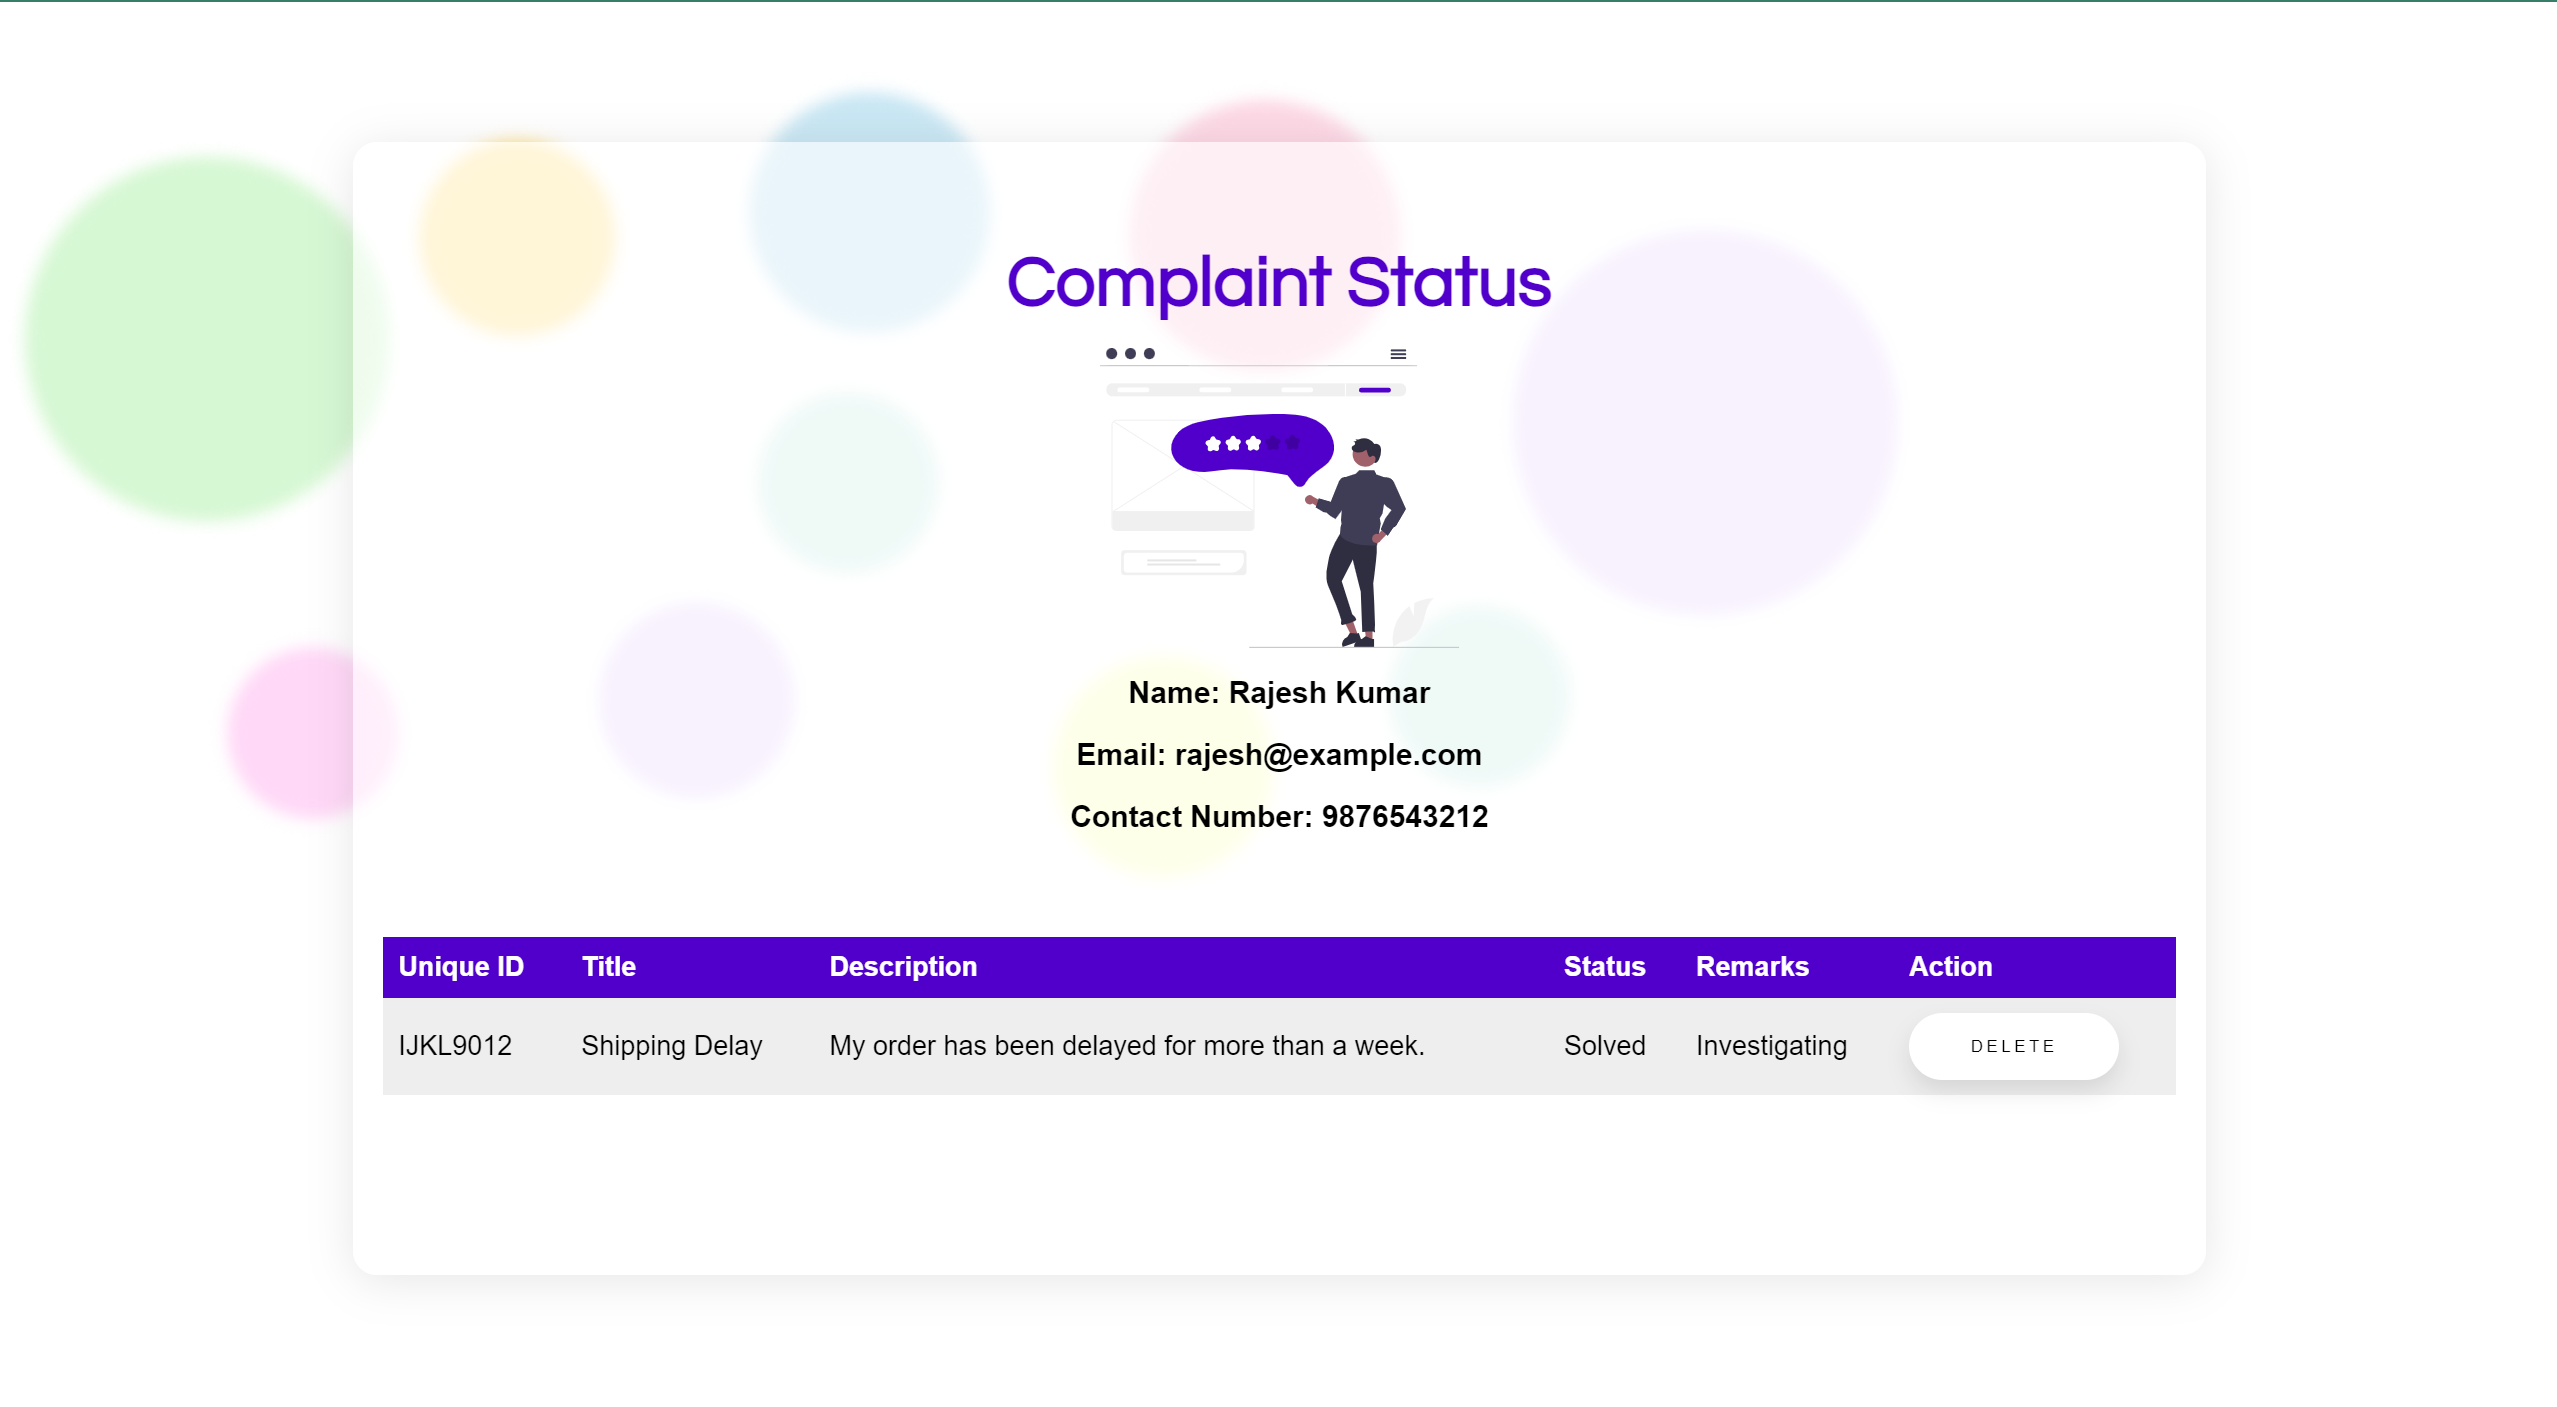 Complaint Status
Name: Rajesh Kumar
Email: rajesh@example.com
Contact Number: 9876543212
Unique ID Title Description Status Remarks Action
IJKL9012 Shipping Delay My order has been delayed for more than a week. Solved Investigating DELETE